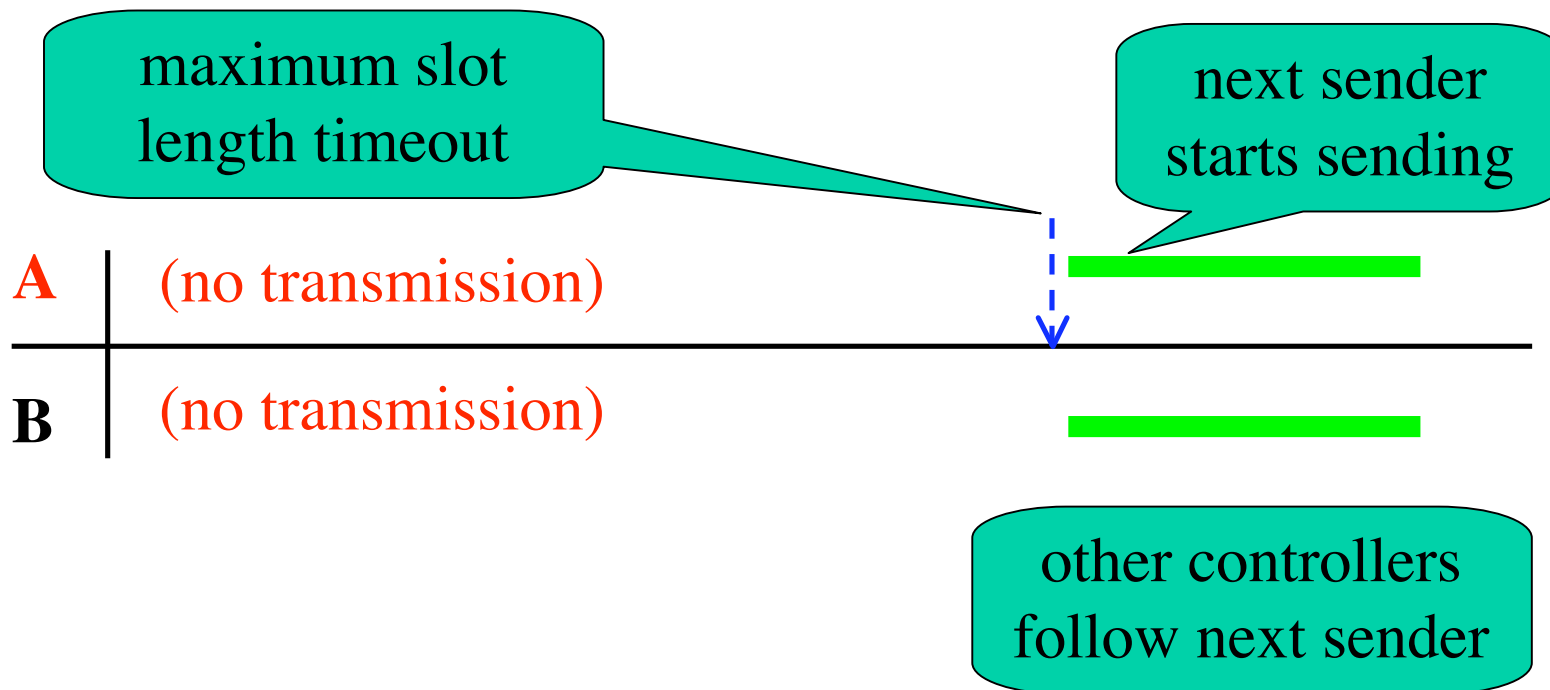 maximum slot
length timeout
next sender
starts sending
A
(no transmission)
B
(no transmission)
other controllers
follow next sender